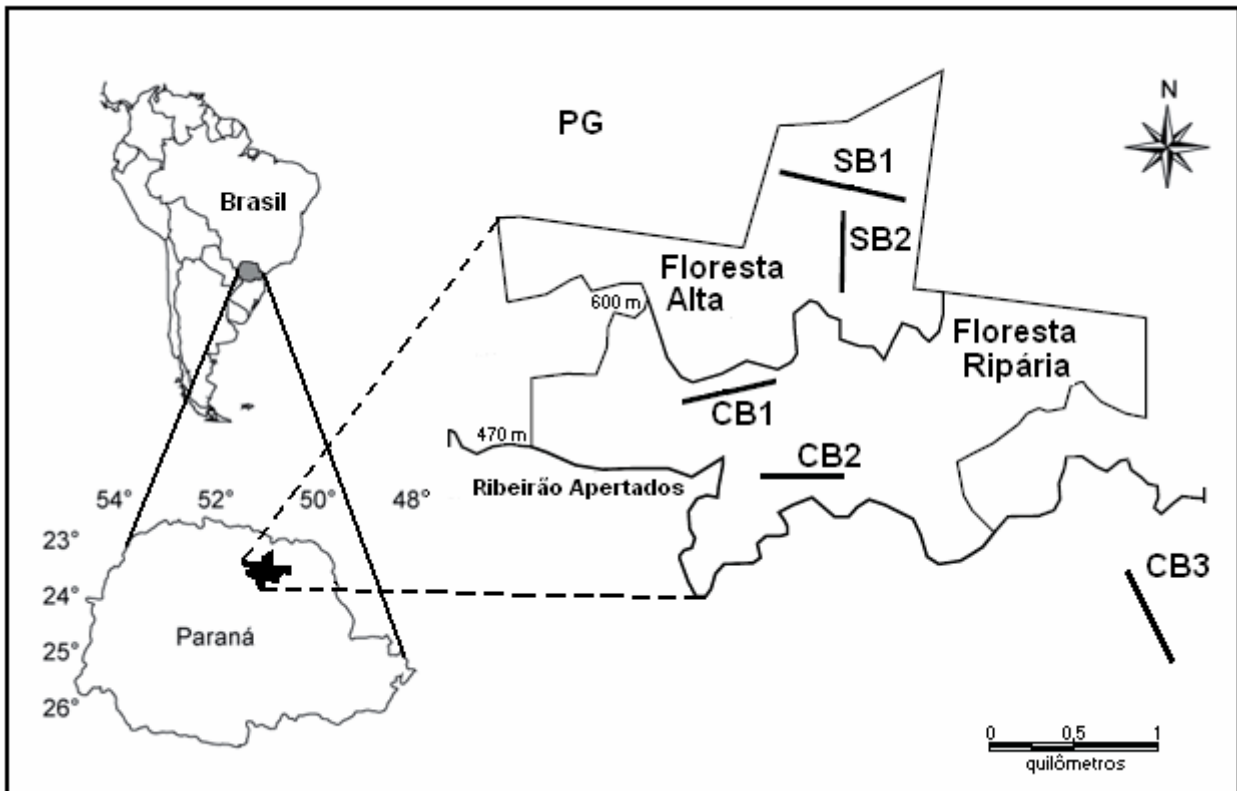 PG
N
SB1
Brasil
SB2
Floresta
Alta
600 m
Floresta
Ripária
CB1
470 m
CB2
Ribeirão Apertados
54° 52° 50° 48°
23°
24°
25°
26°
Paraná
CB3
0 0,5 1
quilômetros